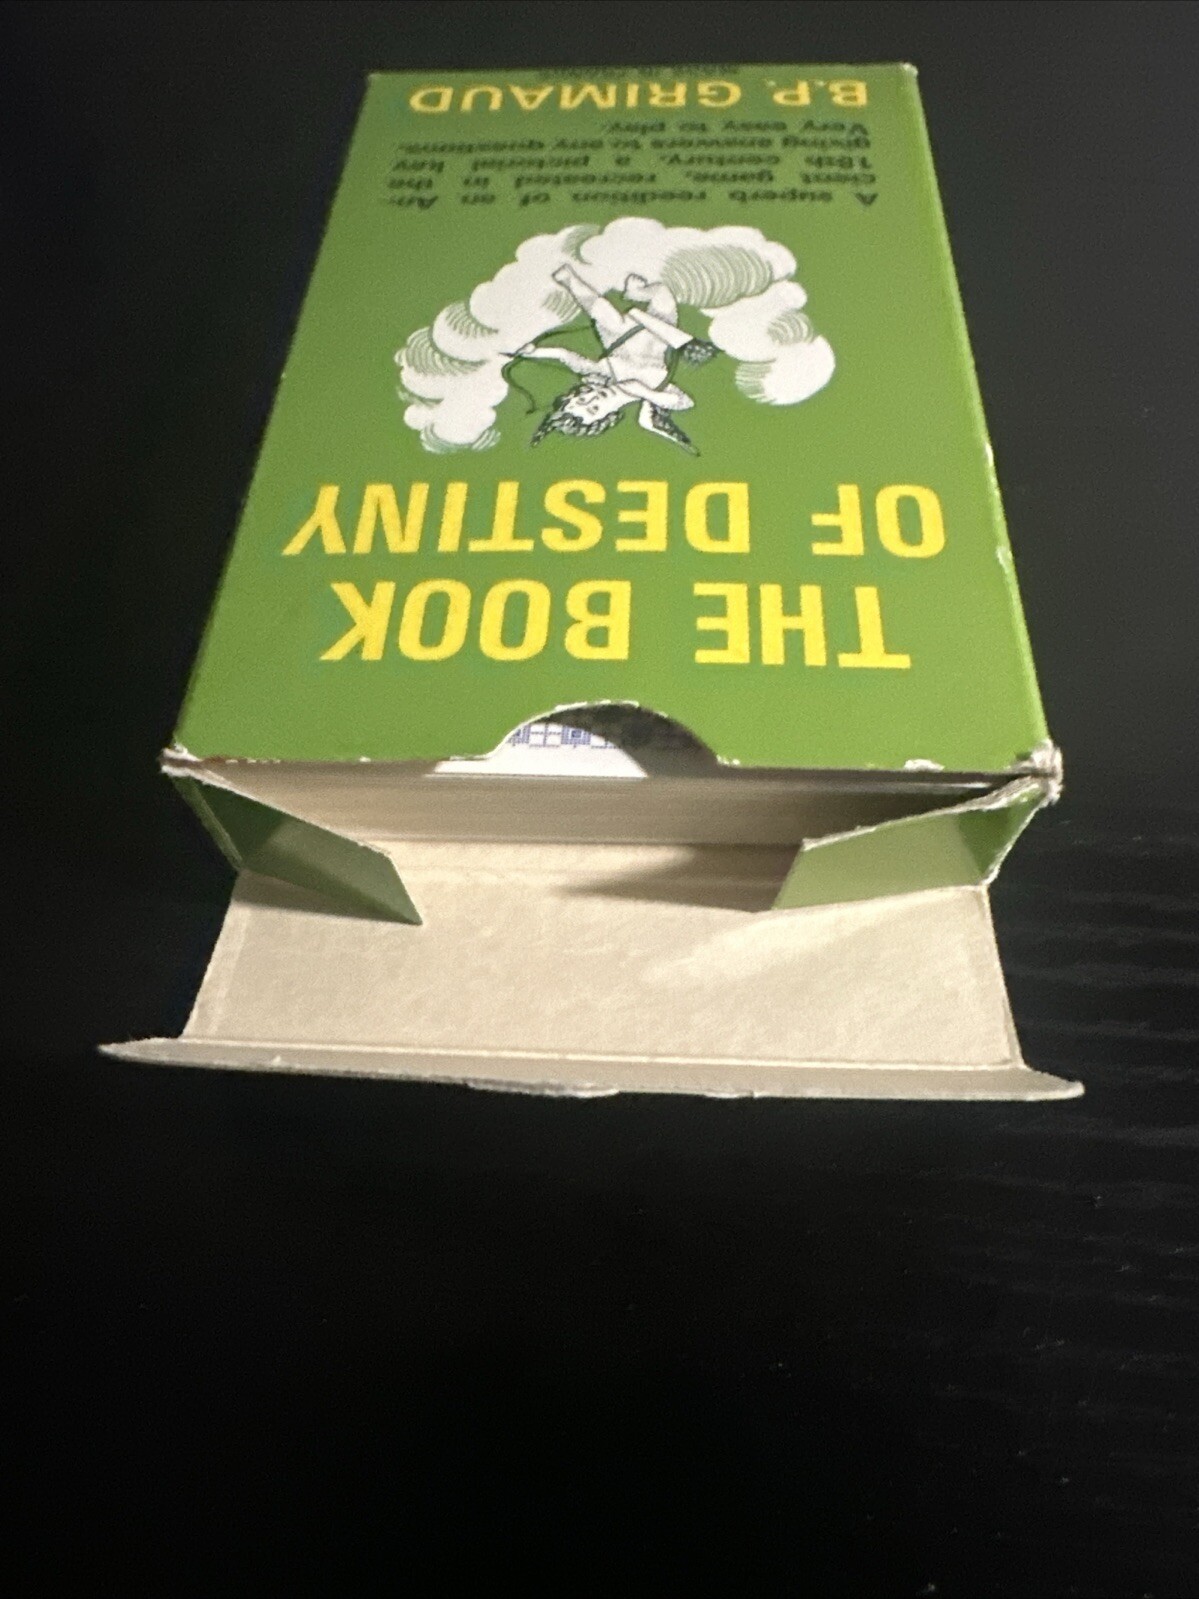 THE BOOK
OF DESTINY
A superb reedition of an An-
cient game, recreated in the
18th century, a pictorial key
giving answers to any questions.
Very easy to play.
B.P. GRIMAUD